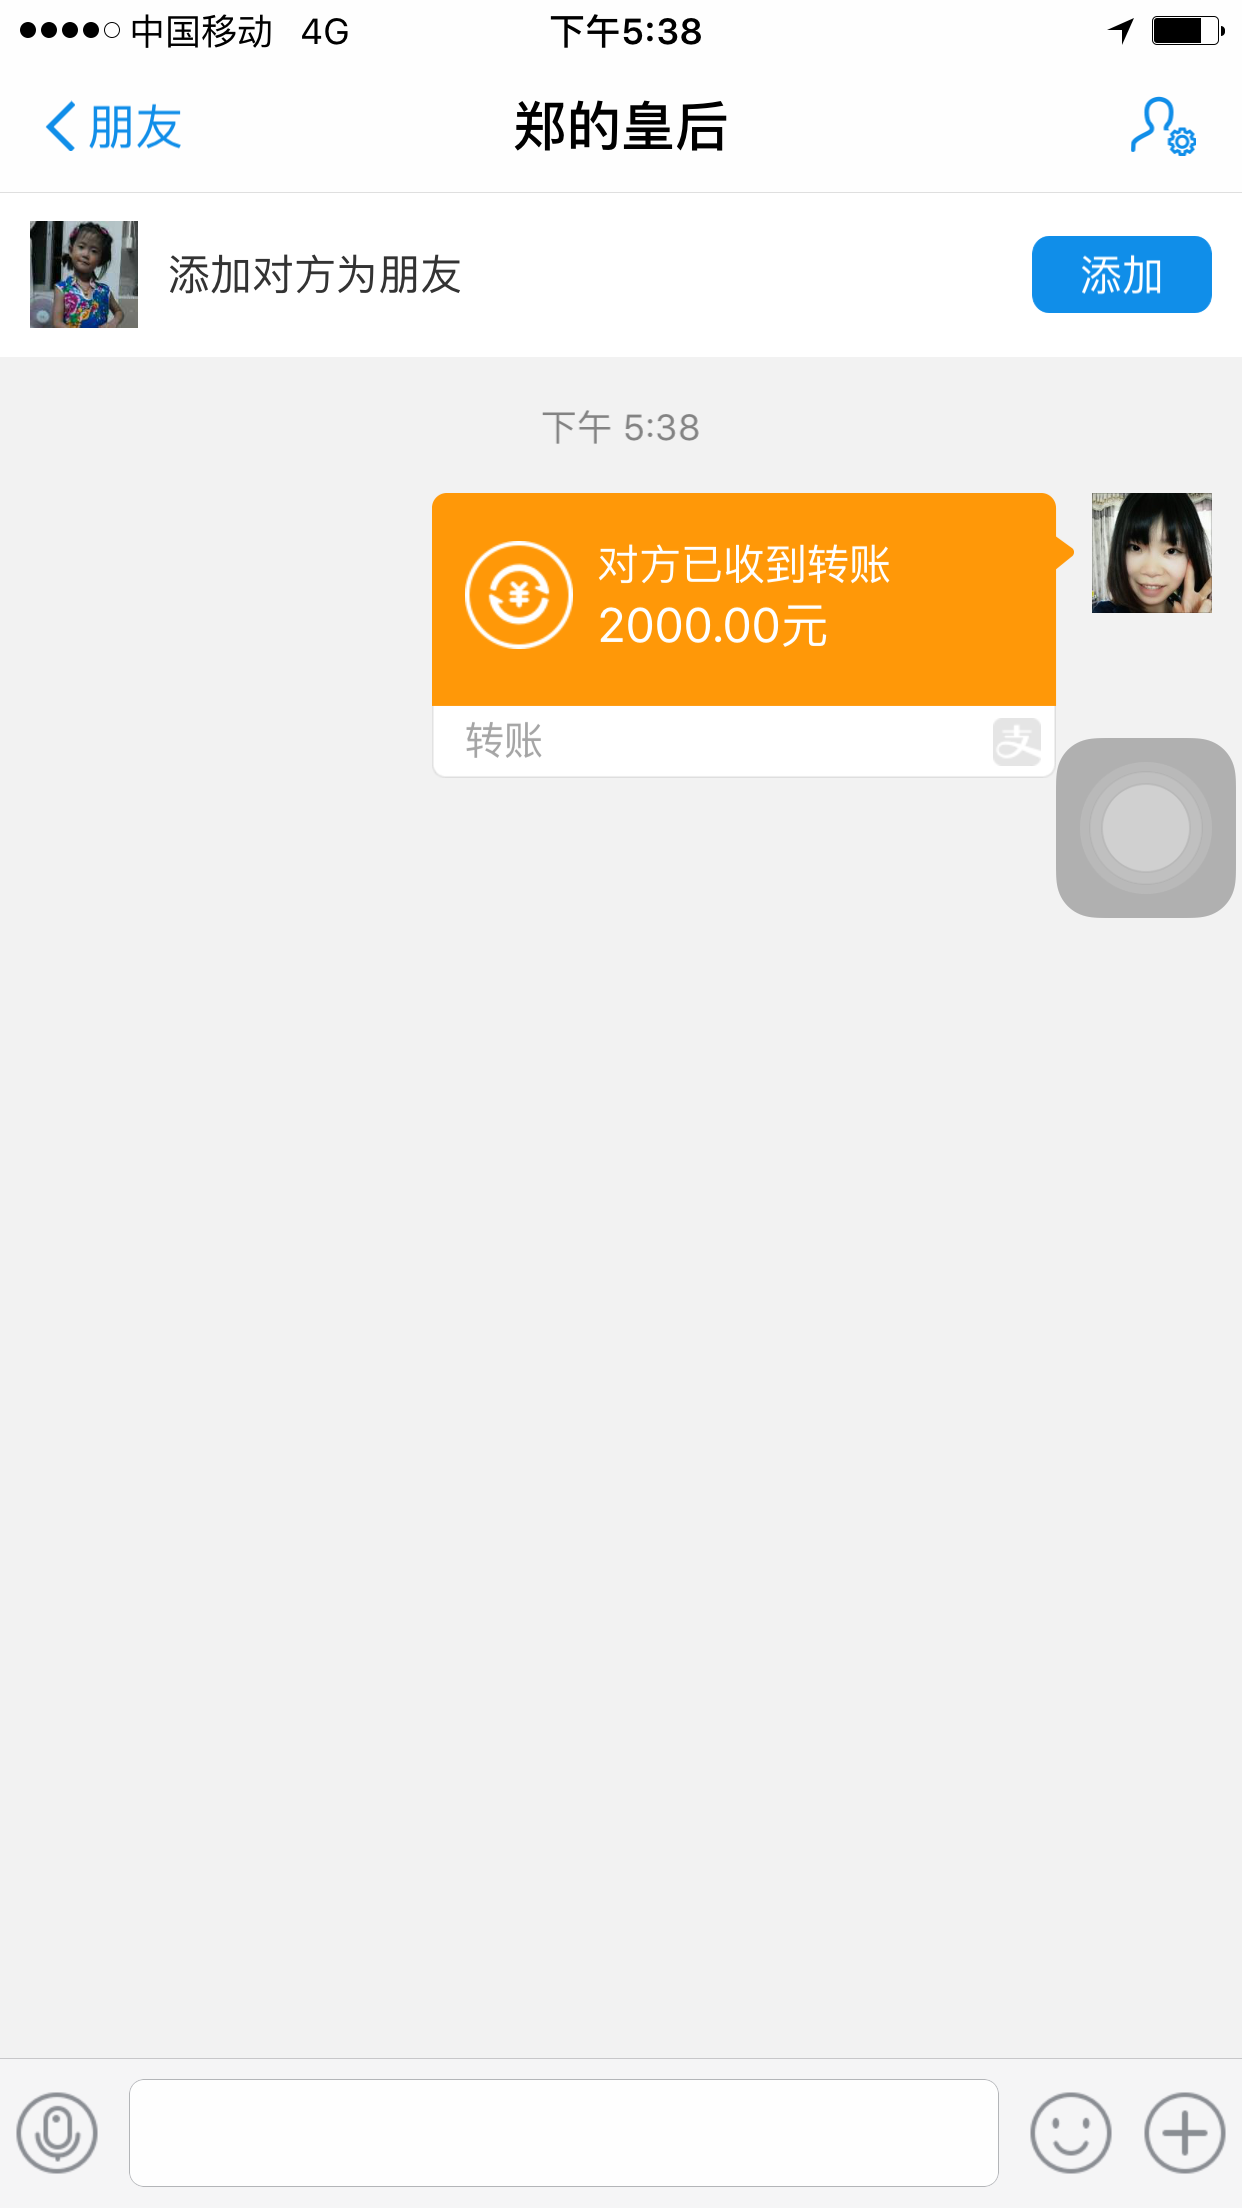 中国移动 4G 下午5:38
朋友 郑的皇后
添加对方为朋友 添加
下午 5:38
对方已收到转账
2000.00元
转账 支